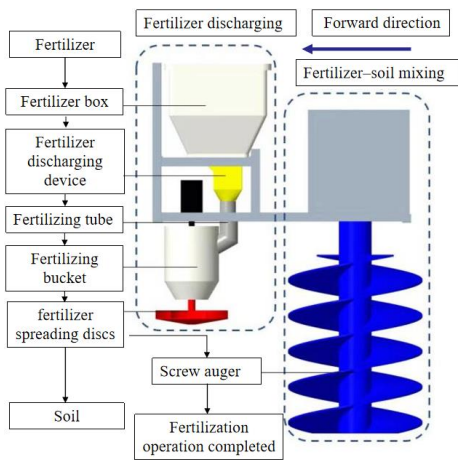 Fertilizer discharging
Forward direction
Fertilizer–soil mixing
Fertilizer
Fertilizer box
Fertilizer
discharging
device
Fertilizing tube
Fertilizing
bucket
fertilizer
spreading discs
Screw auger
Soil
Fertilization
operation completed